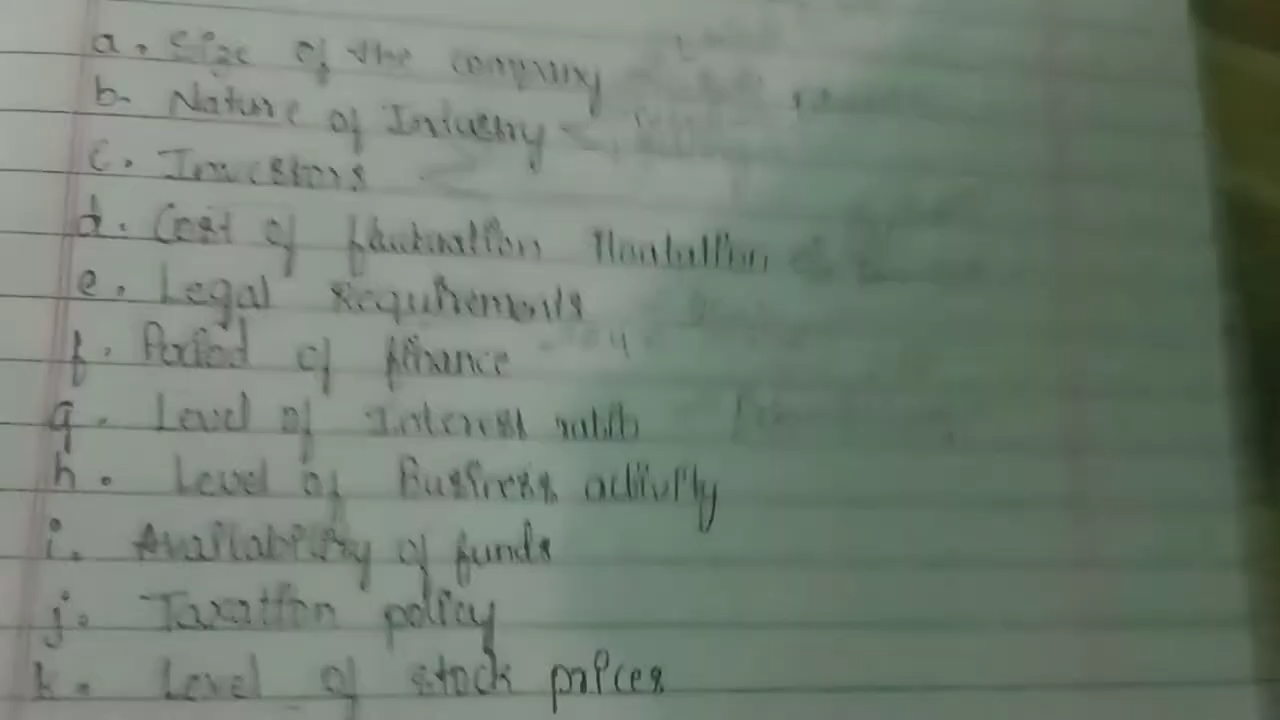 a. Size of the company
b. Nature of Industry
c. Investors
d. Cost of floatation
e. Legal Requirements
f. Period of finance
g. Level of Interest
h. Level of Business activity
i. Availability of funds
j. Taxation policy
k. Level of stock prices